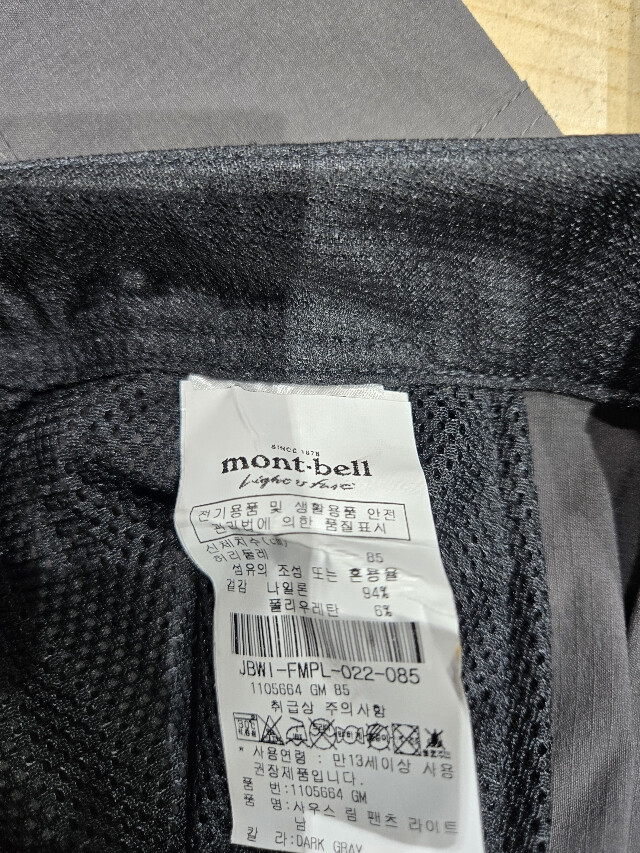 SINCE 1975
mont-bell
Light & fast
전기용품 및 생활용품 안전
관리법에 의한 품질표시
신체치수(cm)
허리둘레 85
섬유의 조성 또는 혼용율
겉감 나일론 94%
폴리우레탄 6%
JBWI-FMPL-022-085
1105664 GM 85
취급상 주의사항
* 사용연령 : 만13세이상 사용
권장제품입니다.
품 번:1105664 GM
품 명:사우스 림 팬츠 라이트
남
칼 라:DARK GRAY